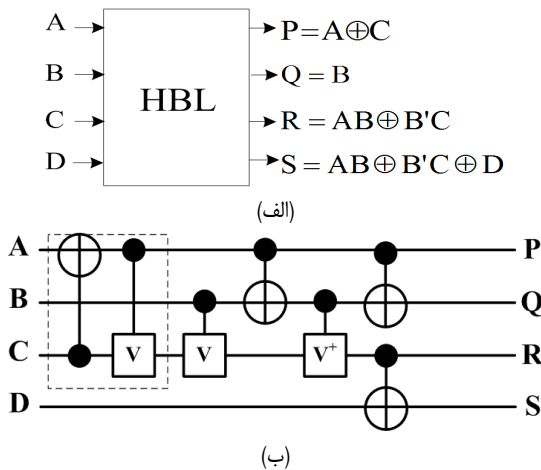 A P=A⊕C
B Q = B
HBL
C R = AB⊕B'C
D S = AB⊕B'C⊕D
(الف)
A P
B Q
C V V V+ R
D S
(ب)